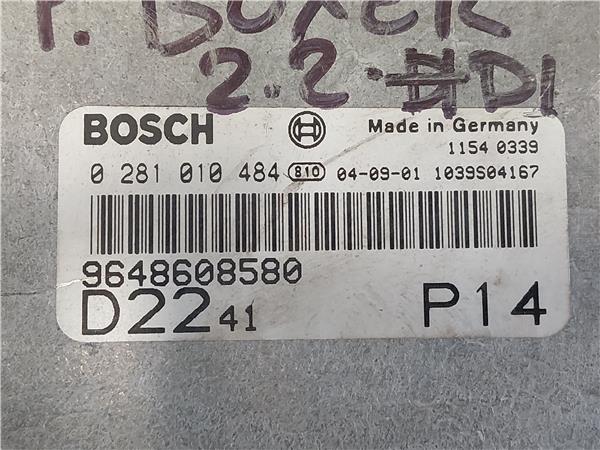 P. BOXER
2.2 HDI
BOSCH Made in Germany
1154 0339
0 281 010 484 810 04-09-01 1039S04167
9648608580
D22 41 P14